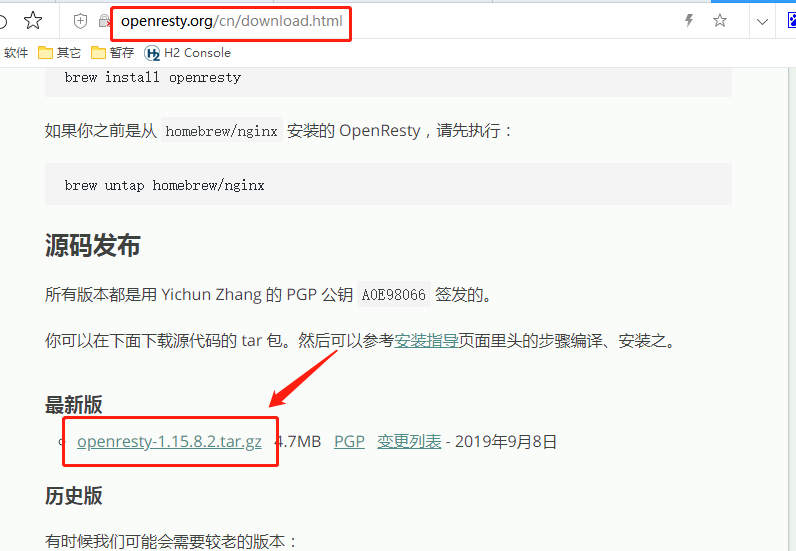 openresty.org/cn/download.html
软件 其它 暂存 H2 H2 Console
brew install openresty
如果你之前是从 homebrew/nginx 安装的 OpenResty，请先执行：
brew untap homebrew/nginx
源码发布
所有版本都是用 Yichun Zhang 的 PGP 公钥 A0E98066 签发的。
你可以在下面下载源代码的 tar 包。然后可以参考安装指导页面里头的步骤编译、安装之。
最新版
openresty-1.15.8.2.tar.gz 4.7MB PGP 变更列表 - 2019年9月8日
历史版
有时候我们可能会需要较老的版本：